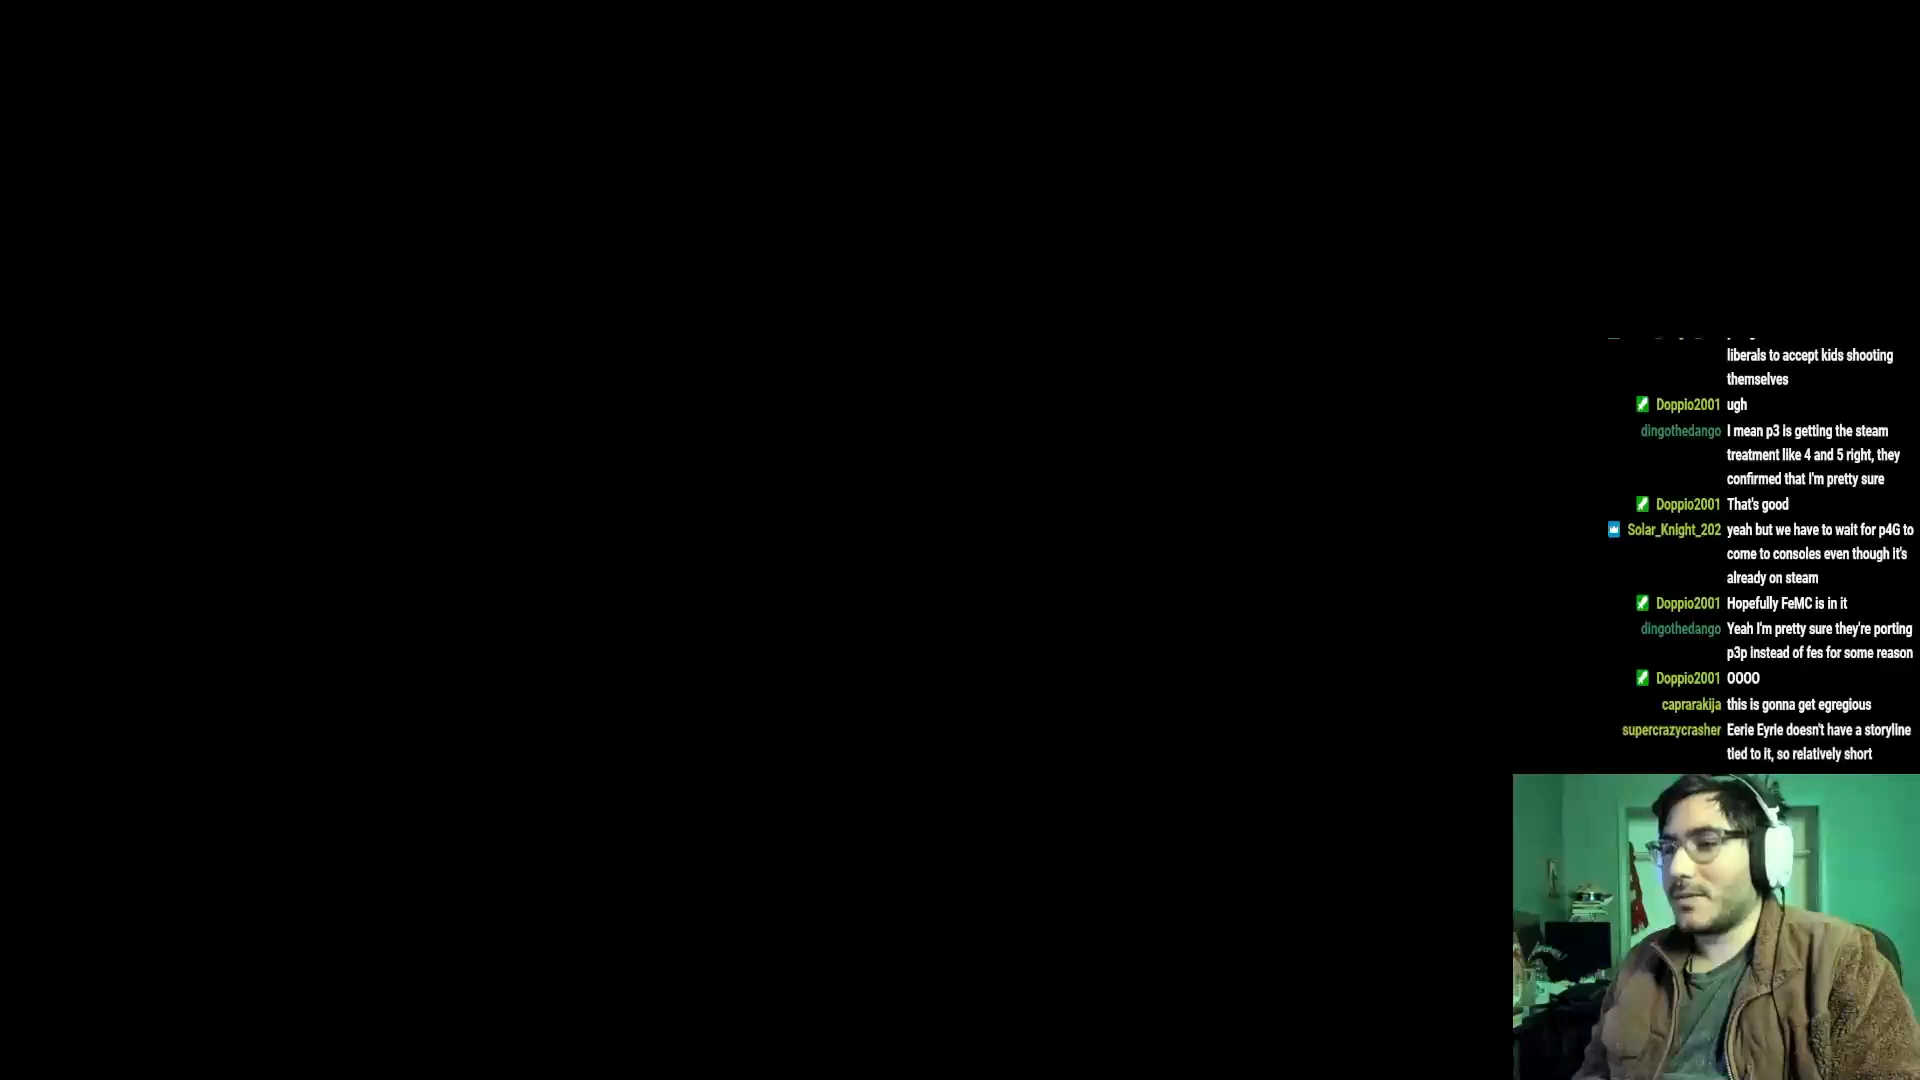 liberals to accept kids shooting
themselves
Doppio2001 ugh
dingothedango I mean p3 is getting the steam
treatment like 4 and 5 right, they
confirmed that I'm pretty sure
Doppio2001 That's good
Solar_Knight_202 yeah but we have to wait for p4G to
come to consoles even though it's
already on steam
Doppio2001 Hopefully FeMC is in it
dingothedango Yeah I'm pretty sure they're porting
p3p instead of fes for some reason
Doppio2001 OOOO
caprarakija this is gonna get egregious
supercrazycrasher Eerie Eyrie doesn't have a storyline
tied to it, so relatively short